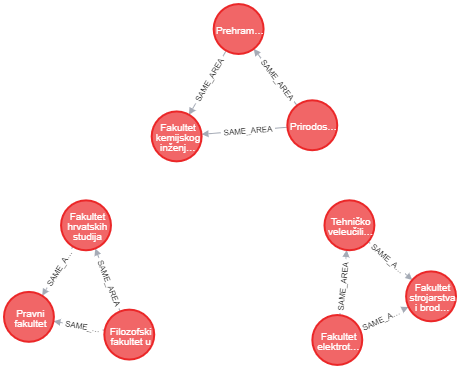 Prehram...
SAME_AREA
SAME_AREA
Fakultet
kemijskog
inženj...
SAME_AREA
Prirodos...
Fakultet
hrvatskih
studija
SAME_A...
SAME_AREA
Pravni
fakultet
SAME_...
Filozofski
fakultet u
Tehničko
veleučili...
SAME_A...
SAME_AREA
Fakultet
strojarstva
i brod...
SAME_A...
Fakultet
elektrot...